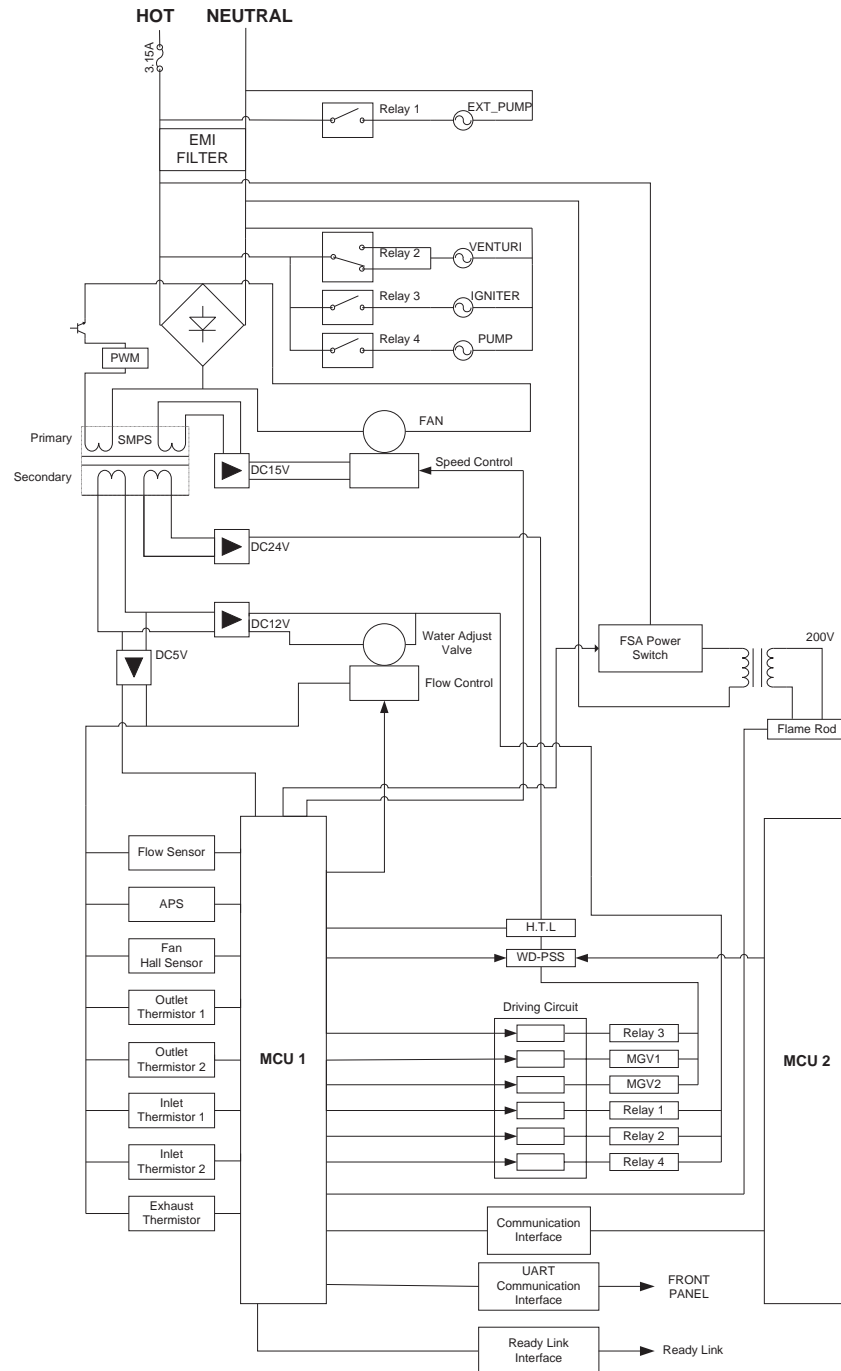 HOT NEUTRAL
3.15A
Relay 1
EXT_PUMP
EMI
FILTER
Relay 2
VENTURI
Relay 3
IGNITER
Relay 4
PUMP
PWM
FAN
Primary
SMPS
Speed Control
Secondary
DC15V
DC24V
DC12V
Water Adjust
Valve
FSA Power
Switch
200V
DC5V
Flow Control
Flame Rod
Flow Sensor
APS
H.T.L
Fan
Hall Sensor
WD-PSS
Outlet
Thermistor 1
Driving Circuit
Relay 3
Outlet
Thermistor 2
MCU 1
MGV1
MCU 2
MGV2
Inlet
Thermistor 1
Relay 1
Relay 2
Inlet
Thermistor 2
Relay 4
Exhaust
Thermistor
Communication
Interface
UART
Communication
Interface
FRONT
PANEL
Ready Link
Interface
Ready Link